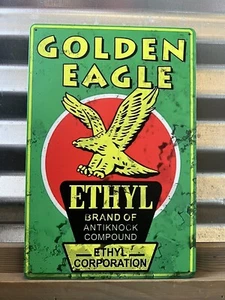 GOLDEN
EAGLE
ETHYL
BRAND OF
ANTIKNOCK
COMPOUND
ETHYL
CORPORATION